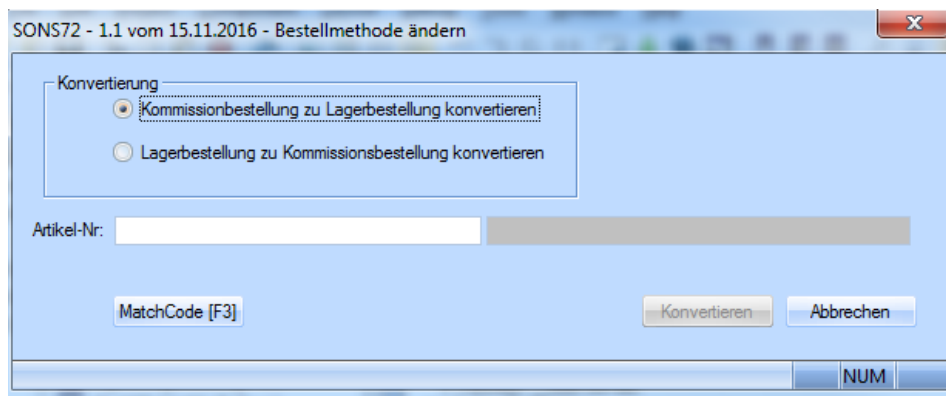 SONS72 - 1.1 vom 15.11.2016 - Bestellmethode ändern
Konvertierung
Kommissionbestellung zu Lagerbestellung konvertieren
Lagerbestellung zu Kommissionsbestellung konvertieren
Artikel-Nr:
MatchCode [F3]
Konvertieren
Abbrechen
NUM